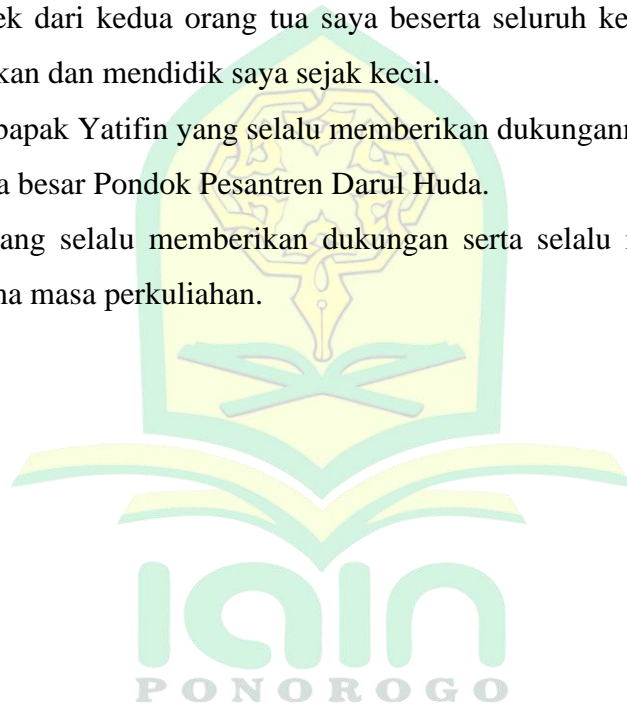 ek dari kedua orang tua saya beserta seluruh ke
kan dan mendidik saya sejak kecil.
bapak Yatifin yang selalu memberikan dukungann
a besar Pondok Pesantren Darul Huda.
ang selalu memberikan dukungan serta selalu
na masa perkuliahan.
IAIN
PONOROGO